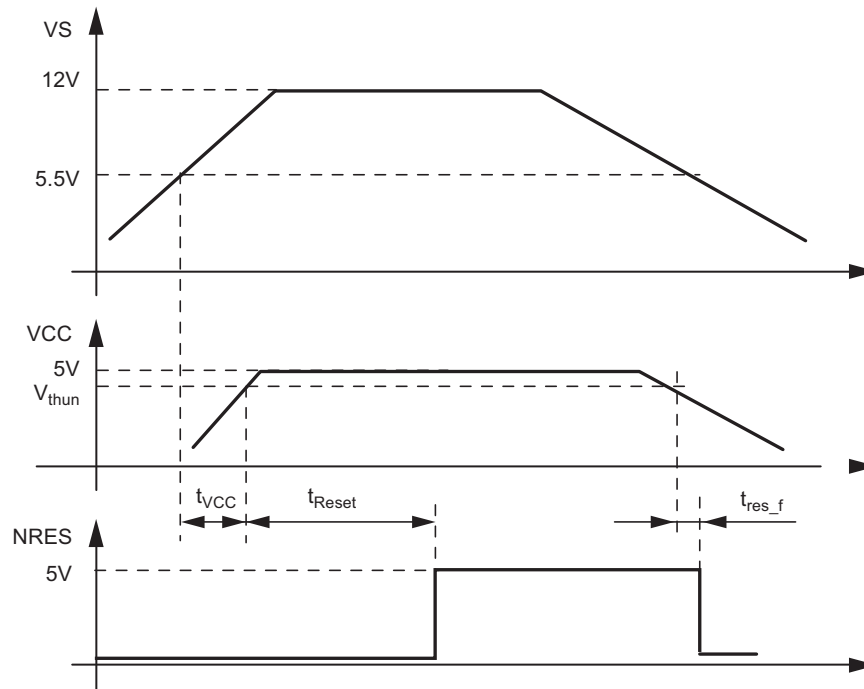 VS
12V
5.5V
VCC
5V
Vthun
tVCC
tReset
tres_f
NRES
5V